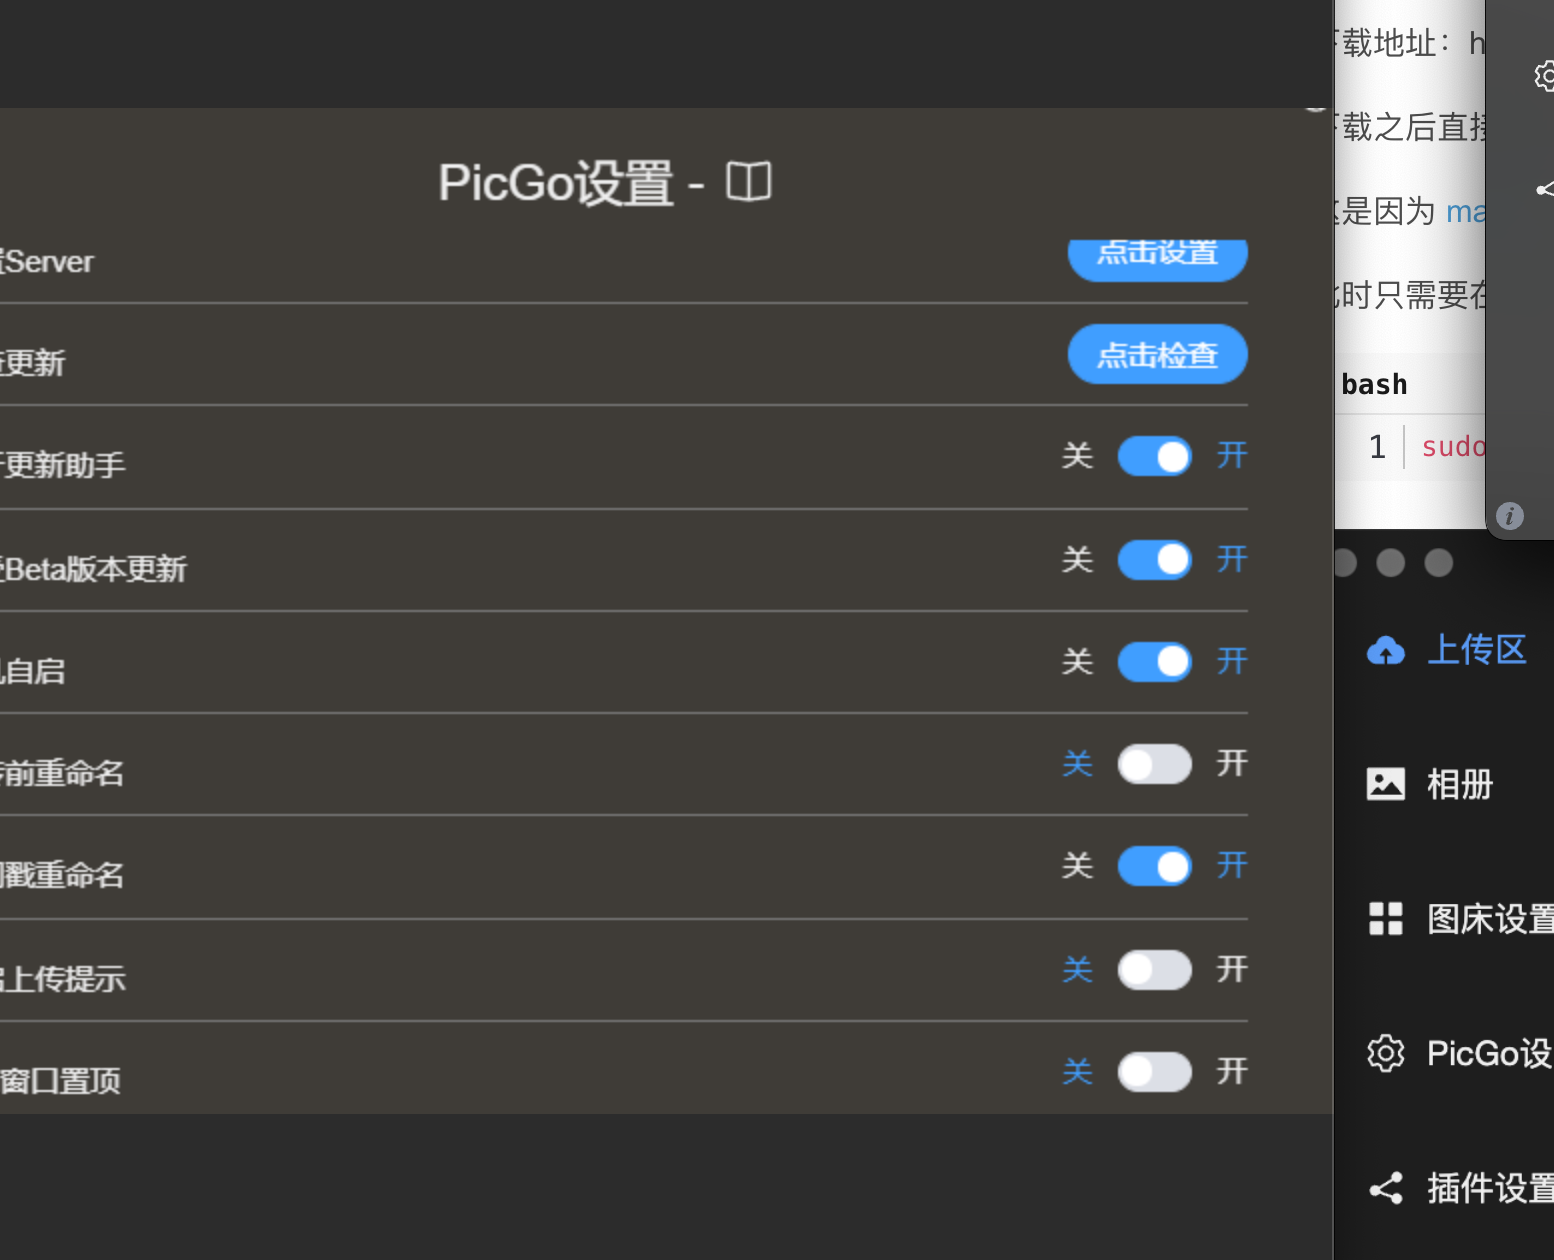 PicGo设置 -
Server
点击设置
更新
点击检查
更新助手
关 开
Beta版本更新
关 开
自启
关 开
前重命名
关 开
戳重命名
关 开
上传提示
关 开
窗口置顶
关 开
载地址：h
载之后直接
是因为 ma
时只需要在
bash
1 sudo
上传区
相册
图床设置
PicGo设
插件设置